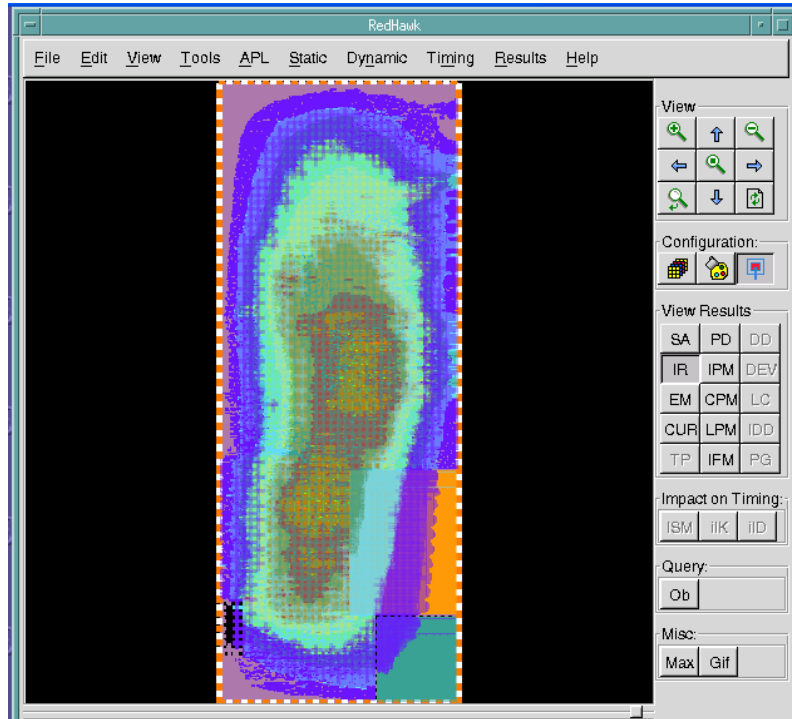 RedHawk
File Edit View Tools APL Static Dynamic Timing Results Help
View
Configuration:
View Results
SA PD DD
IR IPM DEV
EM CPM LC
CUR LPM IDD
TP IFM PG
Impact on Timing:
ISM ilK ilD
Query:
Ob
Misc:
Max Gif